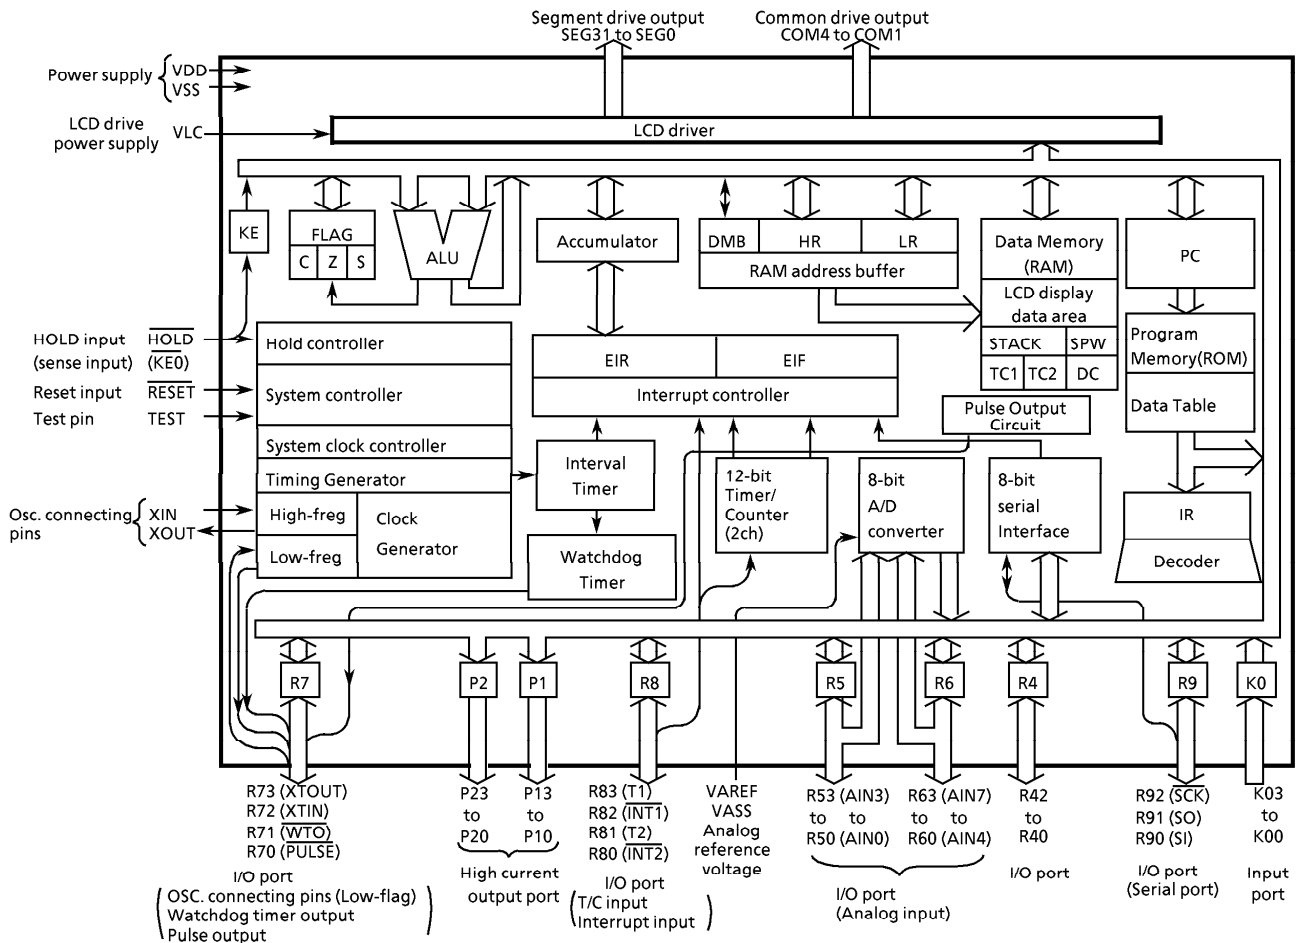 Segment drive output
SEG31 to SEG0
Common drive output
COM4 to COM1
Power supply
VDD
VSS
LCD drive
power supply
VLC
LCD driver
KE
FLAG
C Z S
ALU
Accumulator
DMB HR LR
RAM address buffer
Data Memory
(RAM)
LCD display
data area
STACK SPW
TC1 TC2 DC
PC
Program
Memory(ROM)
Data Table
HOLD input
(sense input)
HOLD
(KE0)
Reset input RESET
Test pin TEST
Hold controller
System controller
System clock controller
Timing Generator
High-freg
Low-freg
Clock
Generator
Osc. connecting
pins
XIN
XOUT
EIR EIF
Interrupt controller
Pulse Output
Circuit
Interval
Timer
Watchdog
Timer
12-bit
Timer/
Counter
(2ch)
8-bit
A/D
converter
8-bit
serial
Interface
IR
Decoder
R7 P2 P1 R8 R5 R6 R4 R9 K0
R73 (XTOUT)
R72 (XTIN)
R71 (WTO)
R70 (PULSE)
I/O port
OSC. connecting pins (Low-flag)
Watchdog timer output
Pulse output
P23
to
P20
P13
to
P10
High current
output port
R83 (T1)
R82 (INT1)
R81 (T2)
R80 (INT2)
I/O port
T/C input
Interrupt input
VAREF
VASS
Analog
reference
voltage
R53 (AIN3)
to to
R50 (AIN0)
R63 (AIN7)
to to
R60 (AIN4)
I/O port
(Analog input)
R42
to
R40
I/O port
R92 (SCK)
R91 (SO)
R90 (SI)
I/O port
(Serial port)
K03
to
K00
Input
port